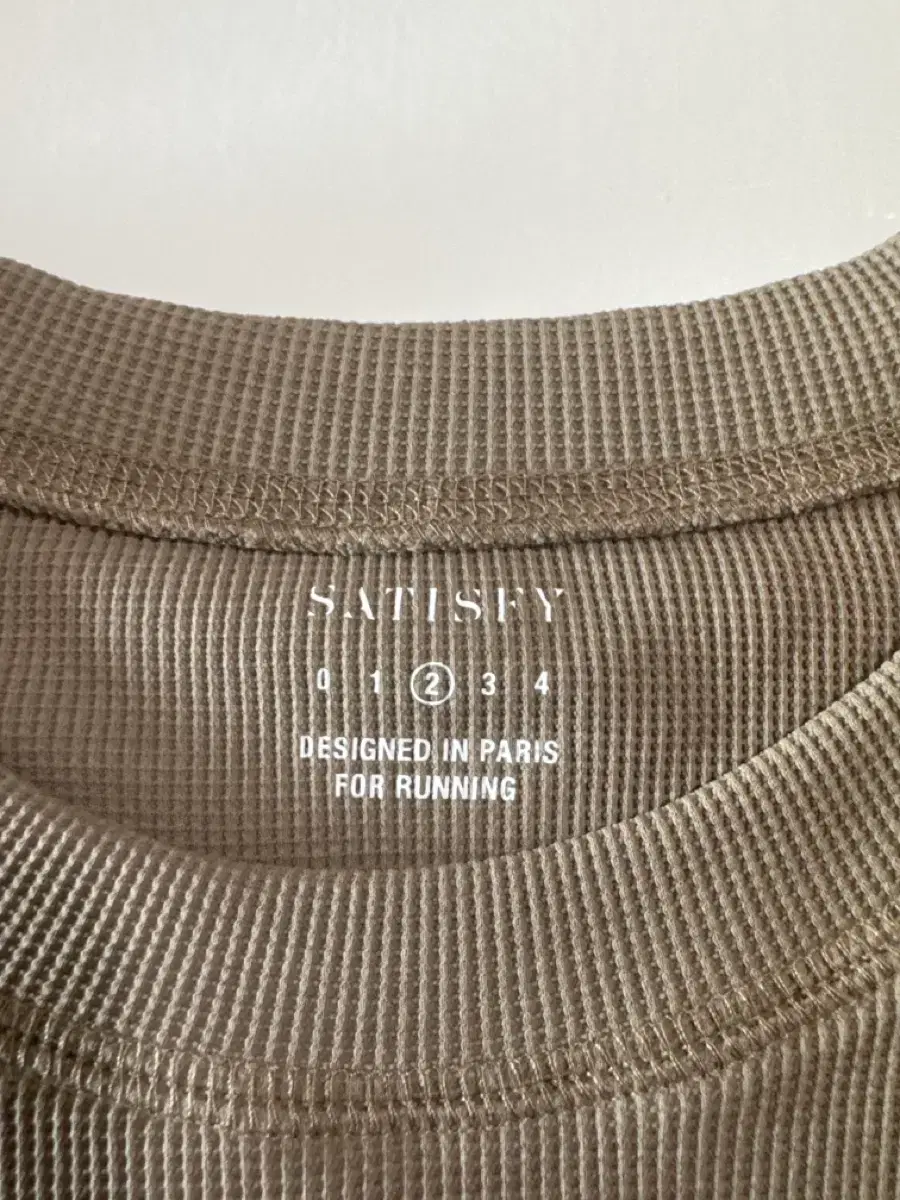 SATISFY
0 1 2 3 4
DESIGNED IN PARIS
FOR RUNNING